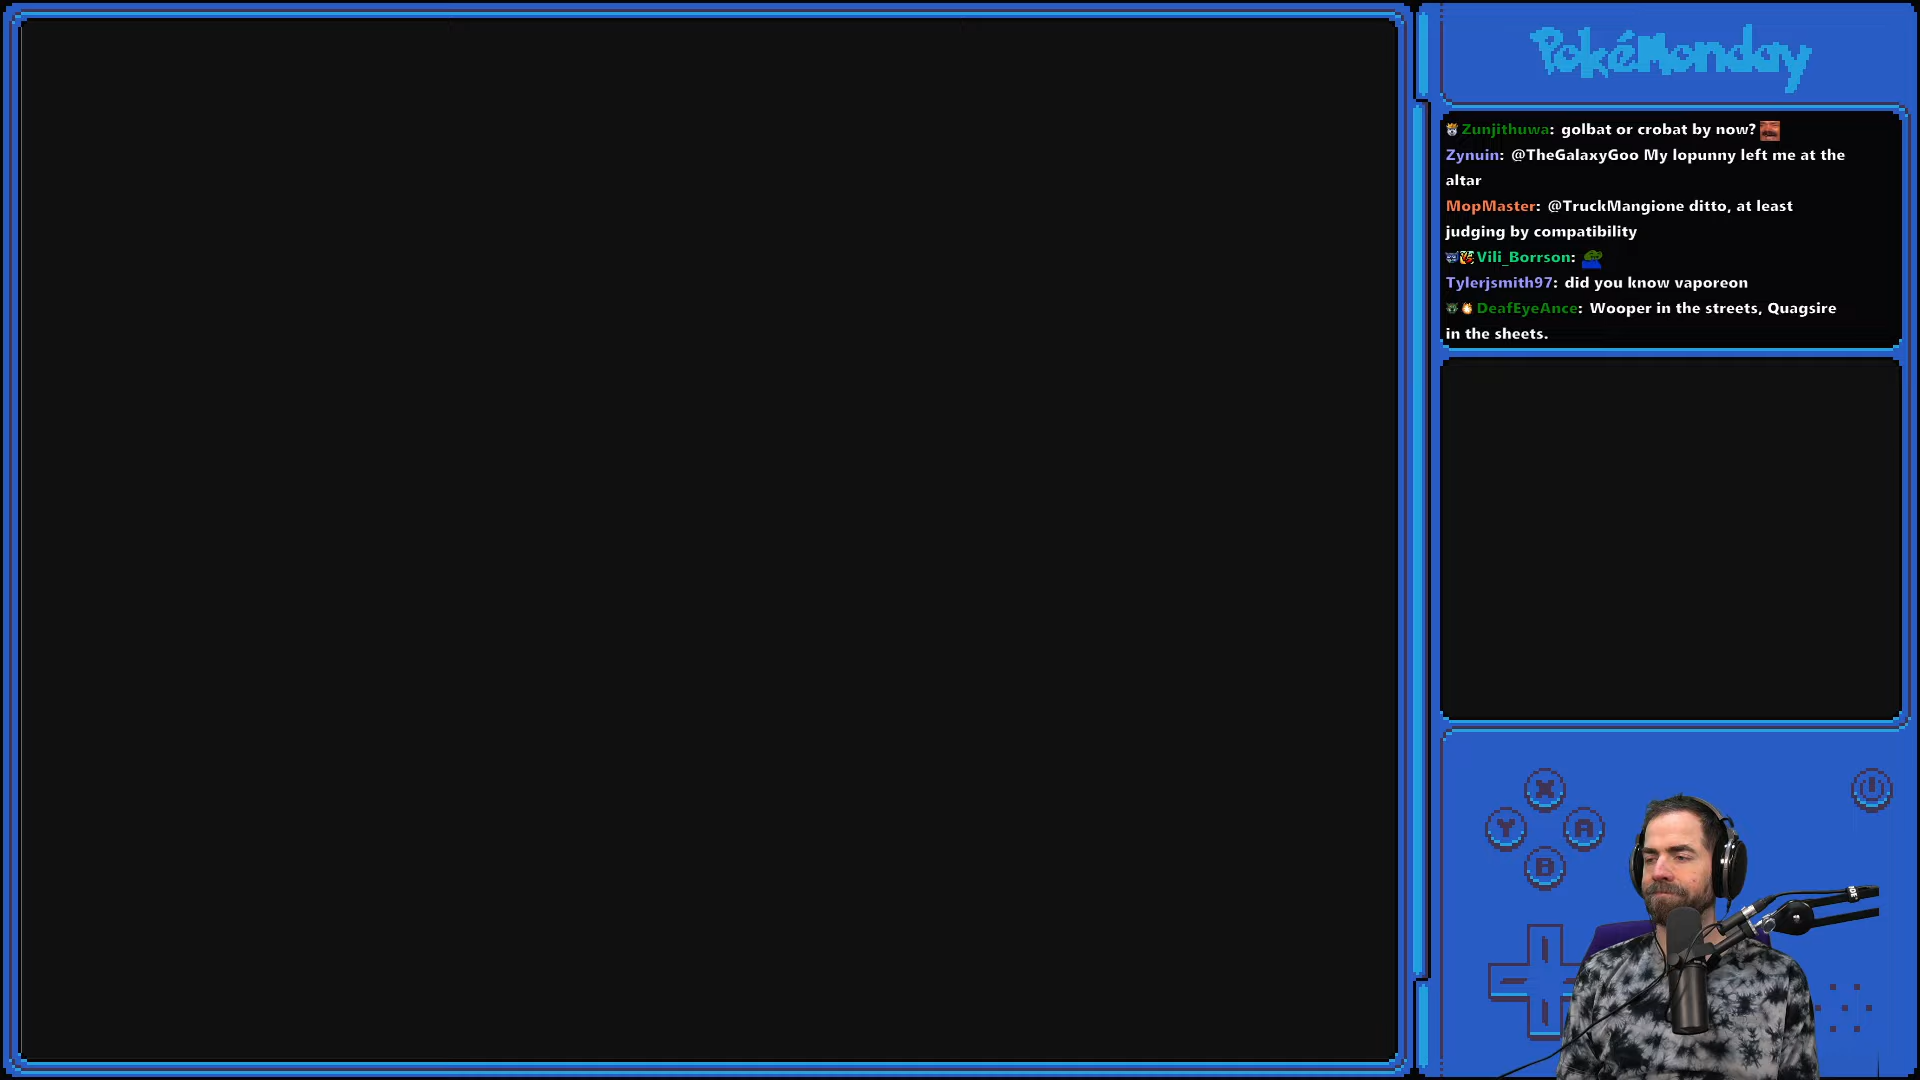 PokéMonday
Zunjithuwa: golbat or crobat by now?
Zynuin: @TheGalaxyGoo My lopunny left me at the
altar
MopMaster: @TruckMangione ditto, at least
judging by compatibility
Vili_Borrson:
Tylerjsmith97: did you know vaporeon
DeafEyeAnce: Wooper in the streets, Quagsire
in the sheets.
X
Y
A
B